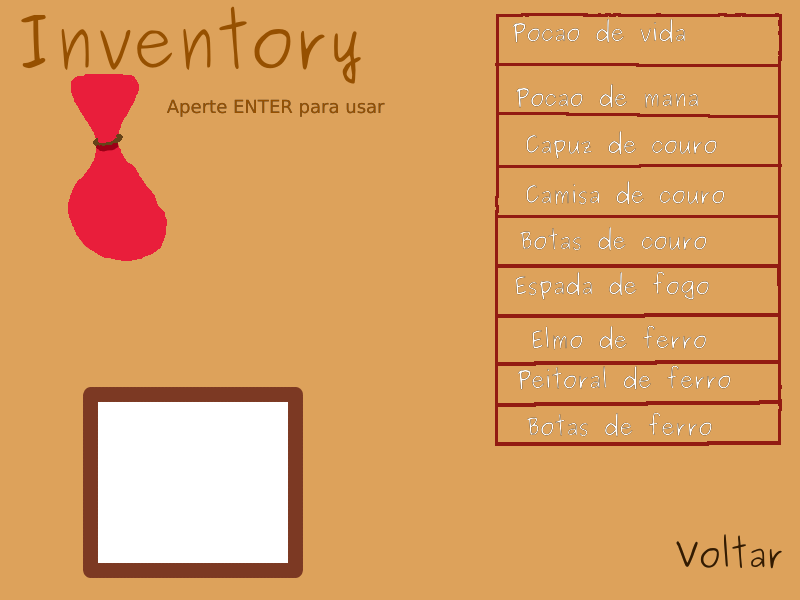 Inventory
Aperte ENTER para usar
Pocao de vida
Pocao de mana
Capuz de couro
Camisa de couro
Botas de couro
Espada de fogo
Elmo de ferro
Peitoral de ferro
Botas de ferro
Voltar